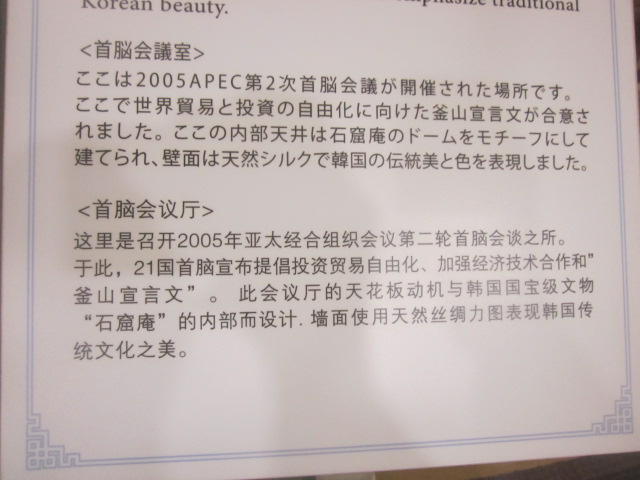 emphasize traditional
Korean beauty.
<首脳会議室>
ここは2005APEC第2次首脳会議が開催された場所です。
ここで世界貿易と投資の自由化に向けた釜山宣言文が合意さ
れました。ここの内部天井は石窟庵のドームをモチーフにして
建てられ、壁面は天然シルクで韓国の伝統美と色を表現しました。
<首脑会议厅>
这里是召开2005年亚太经合组织会议第二轮首脑会谈之所。
于此，21国首脑宣布提倡投资贸易自由化、加强经济技术合作和”
釜山宣言文”。 此会议厅的天花板动机与韩国国宝级文物
“石窟庵”的内部而设计. 墙面使用天然丝绸力图表现韩国传
统文化之美。